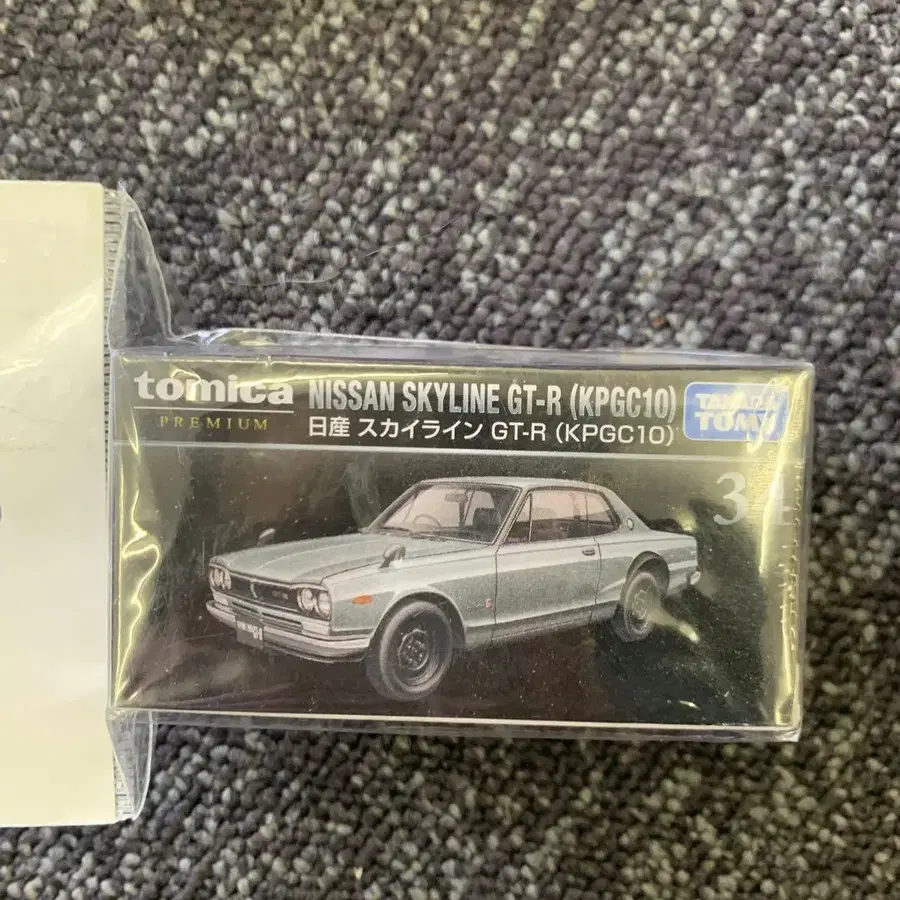 tomica
PREMIUM
NISSAN SKYLINE GT-R (KPGC10)
日産 スカイライン GT-R (KPGC10)
TAKARA
TOMY